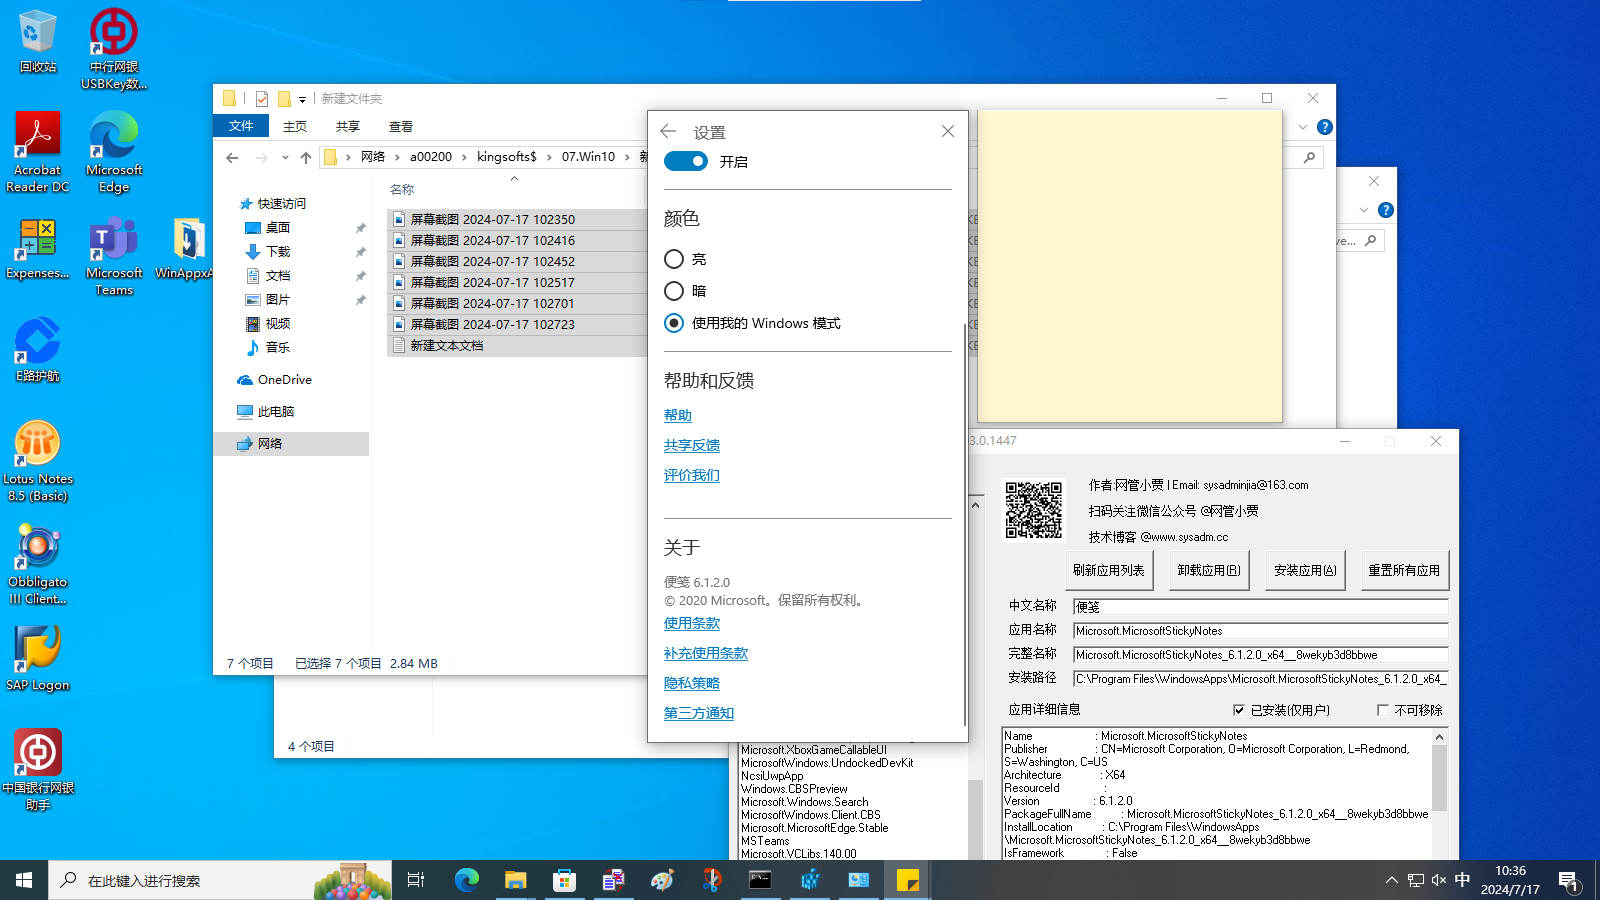 回收站
中行网银
USBKey数...
Acrobat
Reader DC
Microsoft
Edge
Expenses...
Microsoft
Teams
WinAppxA
E路护航
Lotus Notes
8.5 (Basic)
Obbligato
III Client...
SAP Logon
中国银行网银
助手
新建文件夹
文件
主页
共享
查看
网络
a00200
kingsofts$
07.Win10
名称
快速访问
桌面
下载
文档
图片
视频
音乐
OneDrive
此电脑
网络
屏幕截图 2024-07-17 102350
屏幕截图 2024-07-17 102416
屏幕截图 2024-07-17 102452
屏幕截图 2024-07-17 102517
屏幕截图 2024-07-17 102701
屏幕截图 2024-07-17 102723
新建文本文档
7 个项目
已选择 7 个项目 2.84 MB
4 个项目
设置
开启
颜色
亮
暗
使用我的 Windows 模式
帮助和反馈
帮助
共享反馈
评价我们
关于
便笺 6.1.2.0
© 2020 Microsoft。保留所有权利。
使用条款
补充使用条款
隐私策略
第三方通知
ve...
3.0.1447
作者:网管小贾 | Email: sysadminjia@163.com
扫码关注微信公众号 @网管小贾
技术博客 @www.sysadm.cc
刷新应用列表
卸载应用(R)
安装应用(A)
重置所有应用
中文名称
便笺
应用名称
Microsoft.MicrosoftStickyNotes
完整名称
Microsoft.MicrosoftStickyNotes_6.1.2.0_x64__8wekyb3d8bbwe
安装路径
C:\Program Files\WindowsApps\Microsoft.MicrosoftStickyNotes_6.1.2.0_x64_
应用详细信息
已安装(仅用户)
不可移除
Name : Microsoft.MicrosoftStickyNotes
Publisher : CN=Microsoft Corporation, O=Microsoft Corporation, L=Redmond,
S=Washington, C=US
Architecture : X64
ResourceId :
Version : 6.1.2.0
PackageFullName : Microsoft.MicrosoftStickyNotes_6.1.2.0_x64__8wekyb3d8bbwe
InstallLocation : C:\Program Files\WindowsApps
\Microsoft.MicrosoftStickyNotes_6.1.2.0_x64__8wekyb3d8bbwe
IsFramework : False
Microsoft.XboxGameCallableUI
MicrosoftWindows.UndockedDevKit
NcsiUwpApp
Windows.CBSPreview
Microsoft.Windows.Search
MicrosoftWindows.Client.CBS
Microsoft.MicrosoftEdge.Stable
MSTeams
Microsoft.VCLibs.140.00
在此键入进行搜索
中
10:36
2024/7/17
1